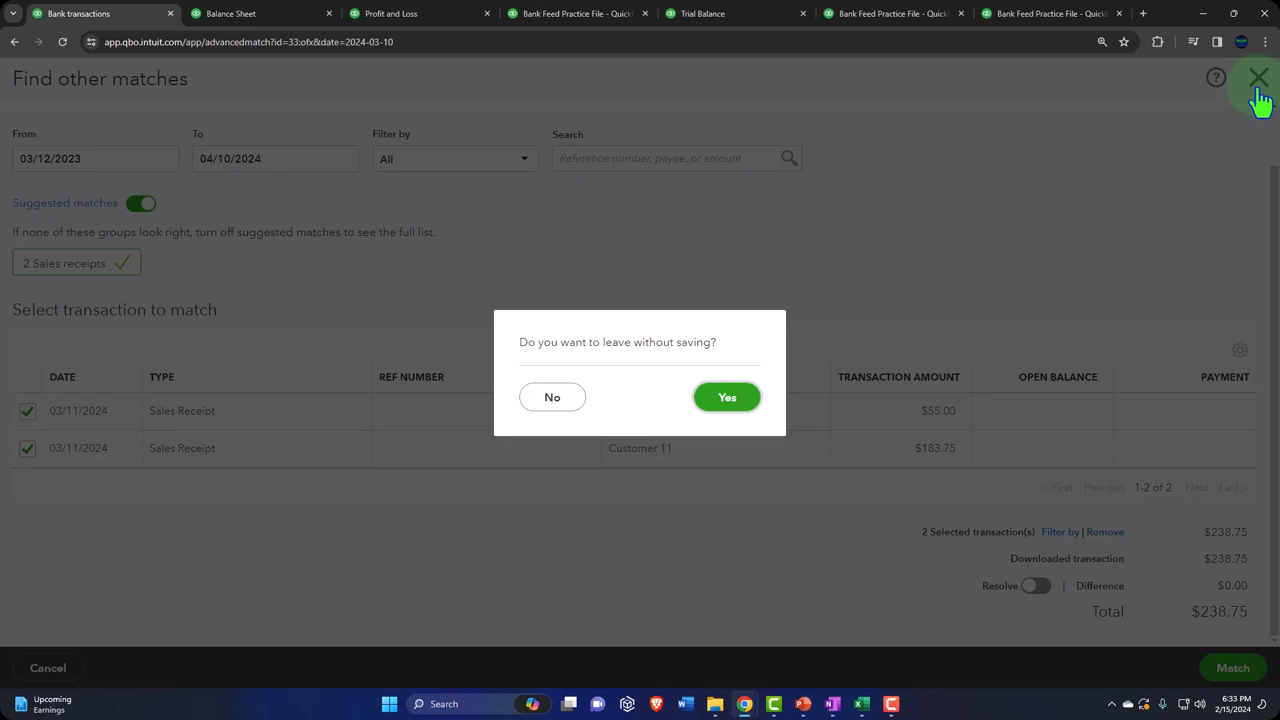 Bank transactions
Balance Sheet
Profit and Loss
Bank Feed Practice File - Quick
Trial Balance
Bank Feed Practice File - Quick
Bank Feed Practice File - Quick
app.qbo.intuit.com/app/advancedmatch?id=33:ofx&date=2024-03-10
Find other matches
From To Filter by Search
03/12/2023 04/10/2024 All Reference number, payee, or amount
Suggested matches
If none of these groups look right, turn off suggested matches to see the full list.
2 Sales receipts
Select transaction to match
Do you want to leave without saving?
No Yes
DATE TYPE REF NUMBER TRANSACTION AMOUNT OPEN BALANCE PAYMENT
03/11/2024 Sales Receipt $55.00
03/11/2024 Sales Receipt Customer 11 $183.75
< First Previous 1-2 of 2 Next Last >
2 Selected transaction(s) Filter by | Remove $238.75
Downloaded transaction $238.75
Resolve | Difference $0.00
Total $238.75
Cancel Match
Upcoming
Earnings
Search
6:33 PM
2/15/2024